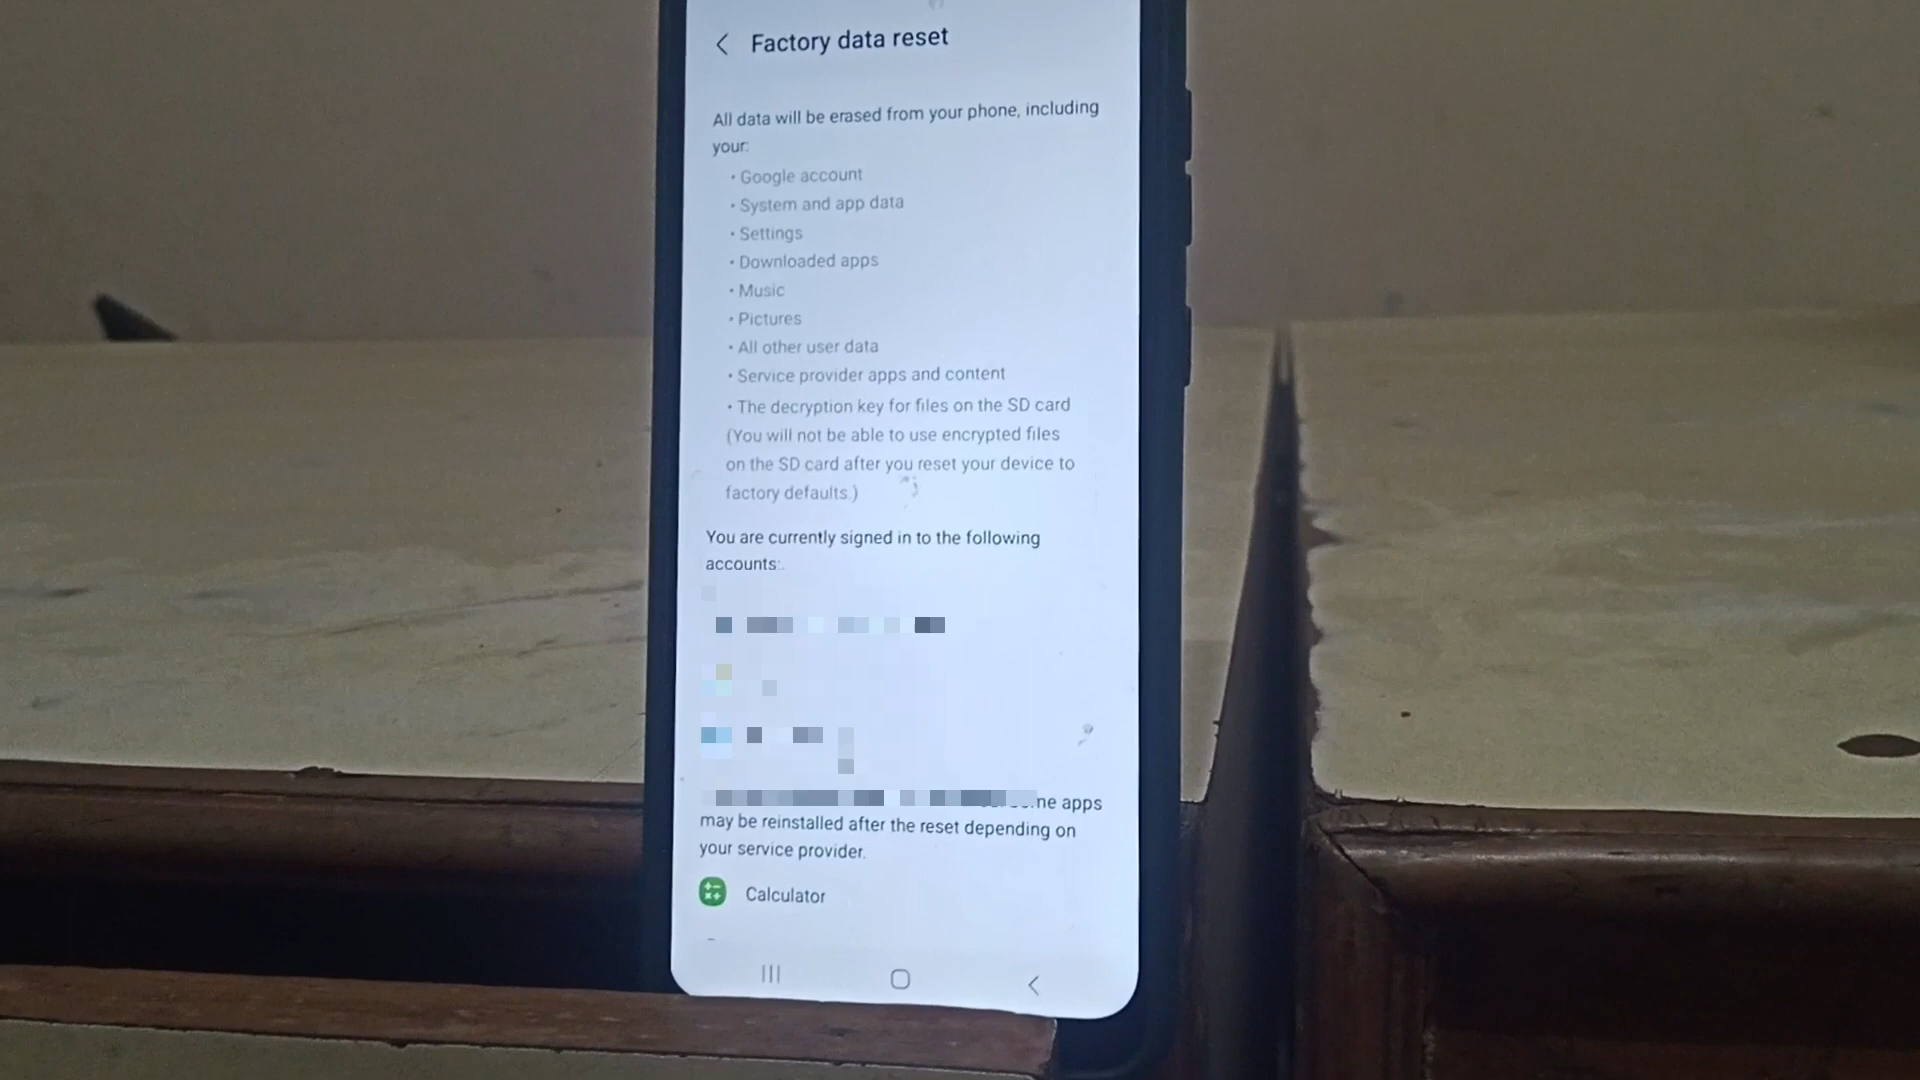 Factory data reset
All data will be erased from your phone, including
your:
• Google account
• System and app data
• Settings
• Downloaded apps
• Music
• Pictures
• All other user data
• Service provider apps and content
• The decryption key for files on the SD card
(You will not be able to use encrypted files
on the SD card after you reset your device to
factory defaults.)
You are currently signed in to the following
accounts:
apps
may be reinstalled after the reset depending on
your service provider.
Calculator